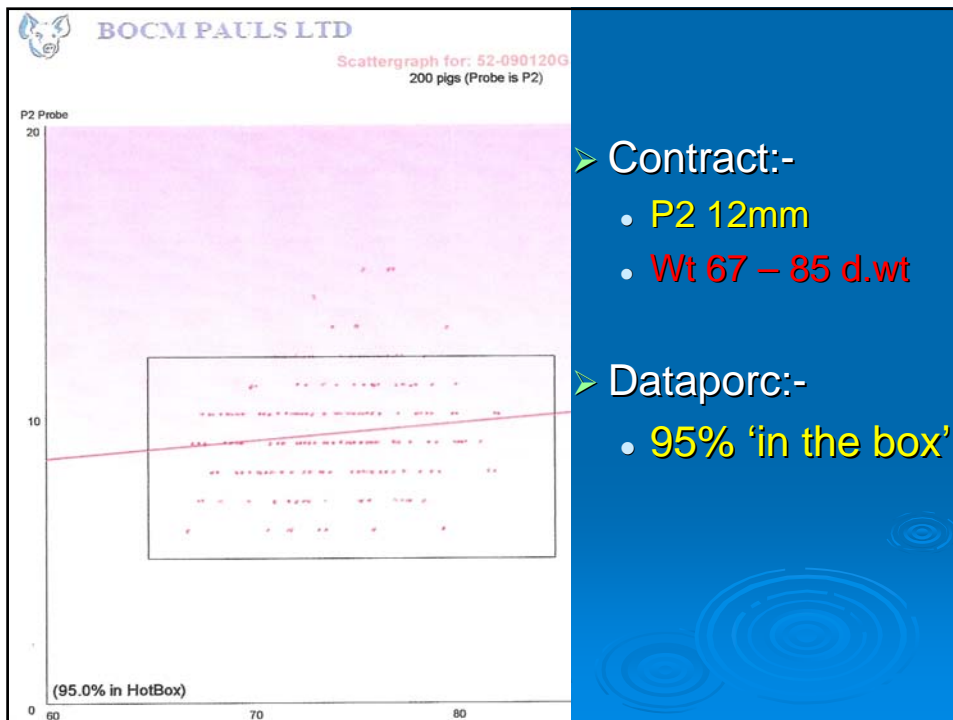 BOCM PAULS LTD
Scattergraph for: 52-090120G
200 pigs (Probe is P2)
P2 Probe
20
10
(95.0% in HotBox)
0
60
70
80
Contract:-
P2 12mm
Wt 67 – 85 d.wt
Dataporc:-
95% ‘in the box’